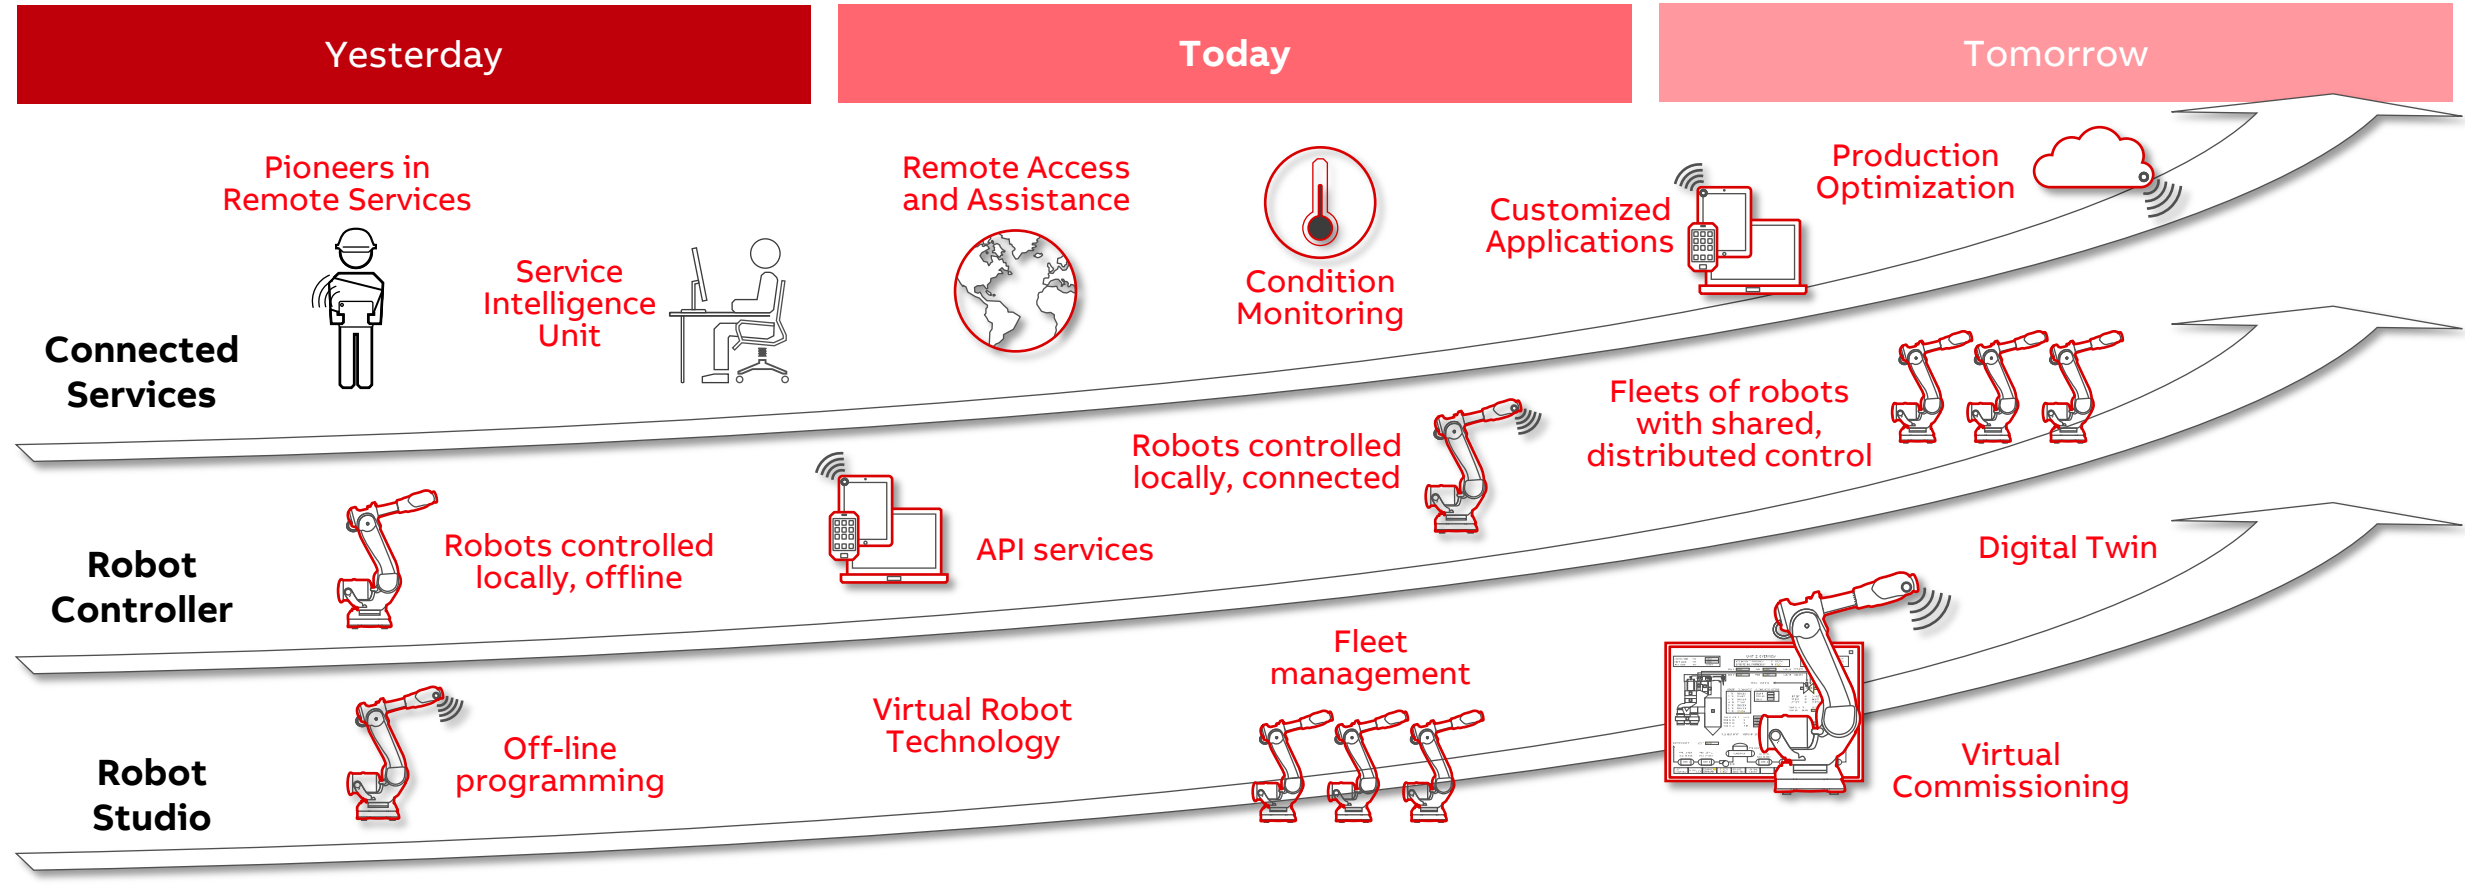 Yesterday
Today
Tomorrow
Pioneers in
Remote Services
Service
Intelligence
Unit
Remote Access
and Assistance
Condition
Monitoring
Customized
Applications
Production
Optimization
Connected
Services
Robots controlled
locally, offline
API services
Robots controlled
locally, connected
Fleets of robots
with shared,
distributed control
Robot
Controller
Off-line
programming
Virtual Robot
Technology
Fleet
management
Digital Twin
Virtual
Commissioning
Robot
Studio